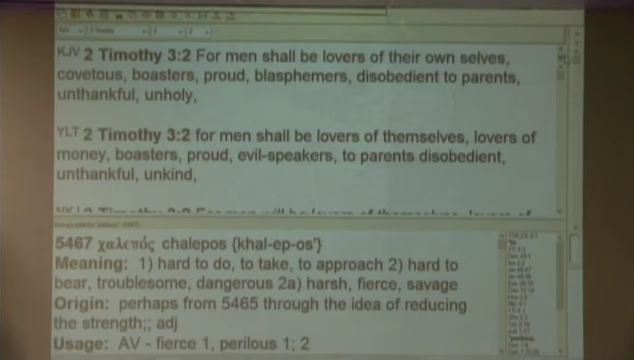 KJV 2 Timothy 3:2 For men shall be lovers of their own selves,
covetous, boasters, proud, blasphemers, disobedient to parents,
unthankful, unholy,
YLT 2 Timothy 3:2 for men shall be lovers of themselves, lovers of
money, boasters, proud, evil-speakers, to parents disobedient,
unthankful, unkind,
5467 χαλεπός chalepos {khal-ep-os'}
Meaning: 1) hard to do, to take, to approach 2) hard to
bear, troublesome, dangerous 2a) harsh, fierce, savage
Origin: perhaps from 5465 through the idea of reducing
the strength;; adj
Usage: AV - fierce 1, perilous 1; 2